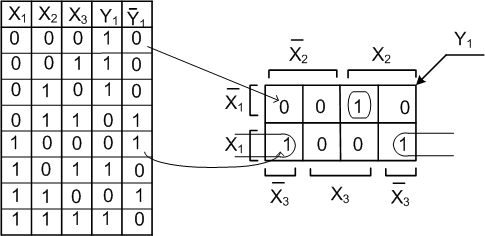 X₁ X₂ X₃ Y₁ Y̅₁
0 0 0 1 0
0 0 1 1 0
0 1 0 1 0
0 1 1 0 1
1 0 0 0 1
1 0 1 1 0
1 1 0 0 1
1 1 1 1 0
X̅₂ X₂ Y₁
X̅₁ 0 0 1 0
X₁ 1 0 0 1
X̅₃ X₃ X̅₃